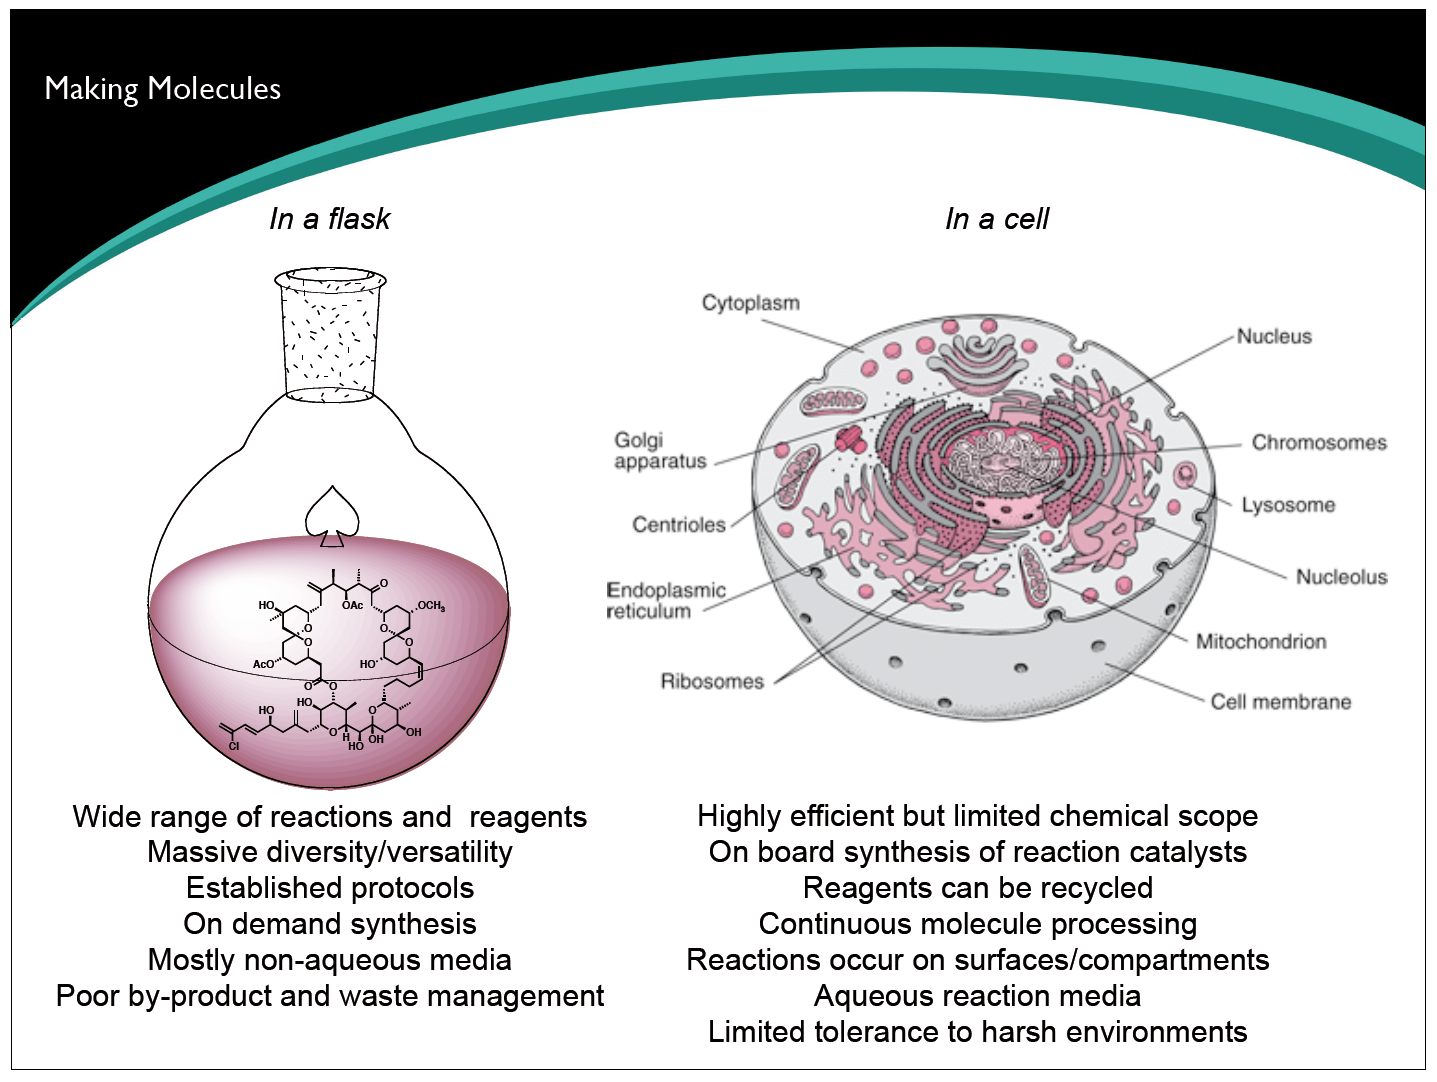 Making Molecules
In a flask
In a cell
HO
OAc
O
OCH3
O
O
O
O
AcO
HO
O
O
HO
HO
O
Cl
O
H
HO
OH
OH
Cytoplasm
Nucleus
Golgi
apparatus
Chromosomes
Lysosome
Centrioles
Nucleolus
Endoplasmic
reticulum
Mitochondrion
Ribosomes
Cell membrane
Wide range of reactions and reagents
Massive diversity/versatility
Established protocols
On demand synthesis
Mostly non-aqueous media
Poor by-product and waste management
Highly efficient but limited chemical scope
On board synthesis of reaction catalysts
Reagents can be recycled
Continuous molecule processing
Reactions occur on surfaces/compartments
Aqueous reaction media
Limited tolerance to harsh environments